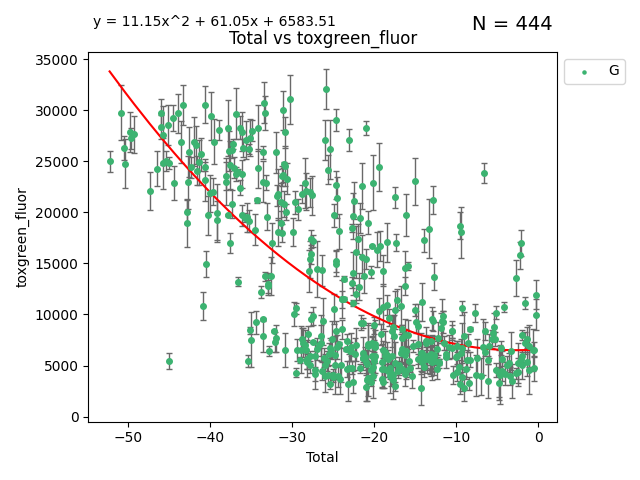 y = 11.15x^2 + 61.05x + 6583.51
N = 444
Total vs toxgreen_fluor
G
35000
30000
25000
20000
15000
10000
5000
0
toxgreen_fluor
−50 −40 −30 −20 −10 0
Total